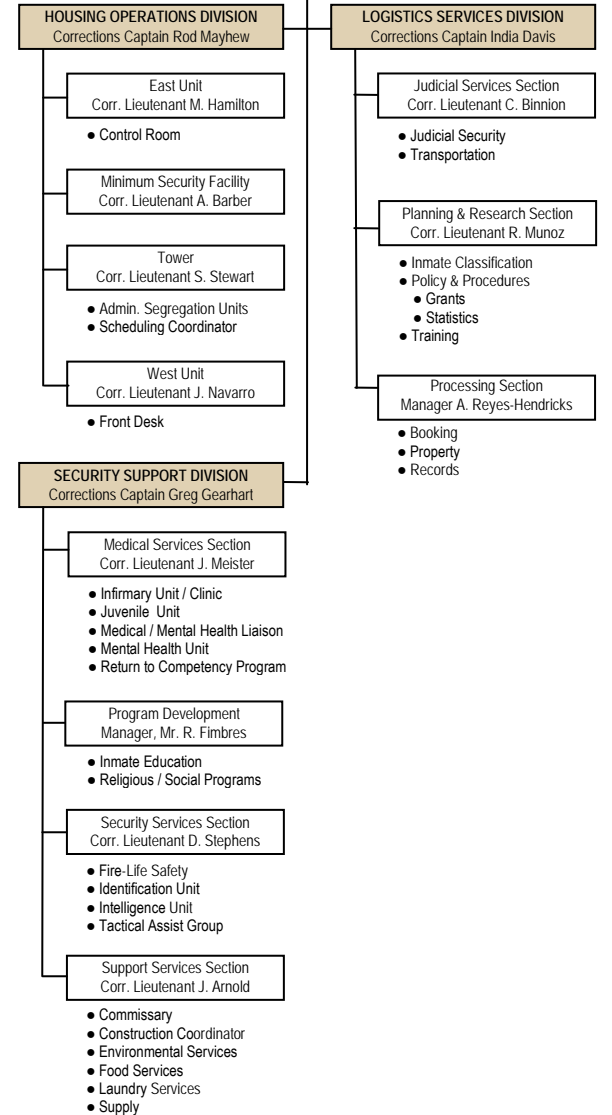 HOUSING OPERATIONS DIVISION
Corrections Captain Rod Mayhew
East Unit
Corr. Lieutenant M. Hamilton
● Control Room
Minimum Security Facility
Corr. Lieutenant A. Barber
Tower
Corr. Lieutenant S. Stewart
● Admin. Segregation Units
● Scheduling Coordinator
West Unit
Corr. Lieutenant J. Navarro
● Front Desk
LOGISTICS SERVICES DIVISION
Corrections Captain India Davis
Judicial Services Section
Corr. Lieutenant C. Binnion
● Judicial Security
● Transportation
Planning & Research Section
Corr. Lieutenant R. Munoz
● Inmate Classification
● Policy & Procedures
● Grants
● Statistics
● Training
Processing Section
Manager A. Reyes-Hendricks
● Booking
● Property
● Records
SECURITY SUPPORT DIVISION
Corrections Captain Greg Gearhart
Medical Services Section
Corr. Lieutenant J. Meister
● Infirmary Unit / Clinic
● Juvenile Unit
● Medical / Mental Health Liaison
● Mental Health Unit
● Return to Competency Program
Program Development
Manager, Mr. R. Fimbres
● Inmate Education
● Religious / Social Programs
Security Services Section
Corr. Lieutenant D. Stephens
● Fire-Life Safety
● Identification Unit
● Intelligence Unit
● Tactical Assist Group
Support Services Section
Corr. Lieutenant J. Arnold
● Commissary
● Construction Coordinator
● Environmental Services
● Food Services
● Laundry Services
● Supply